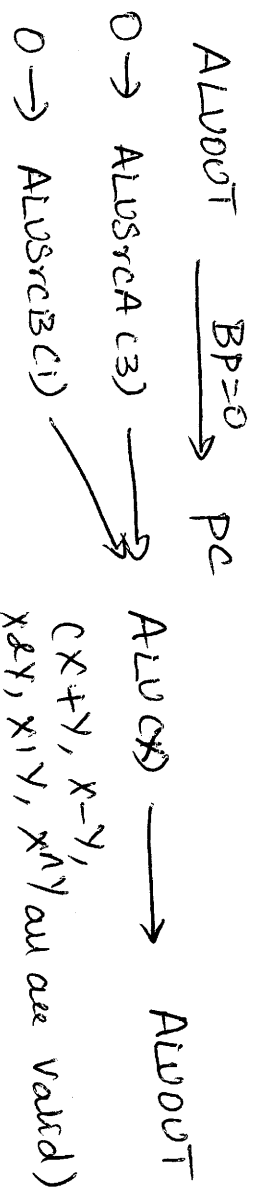 ALUOUT BP=0 → PC
0 → ALUSrcA (3) → ALU(X) → ALUOUT
0 → ALUSrcB (1)
(X+Y, X-Y,
X&Y, X|Y, X^Y all are valid)